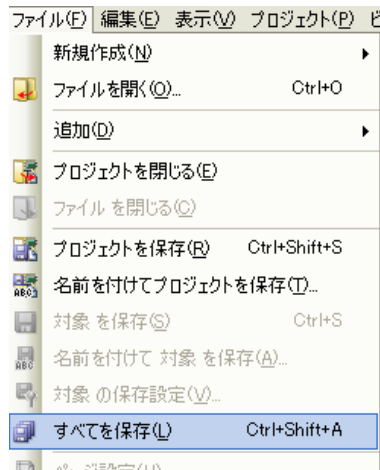 ファイル(F) 編集(E) 表示(V) プロジェクト(P) ビ
新規作成(N)
ファイルを開く(O)... Ctrl+O
追加(D)
プロジェクトを閉じる(E)
ファイル を閉じる(C)
プロジェクトを保存(R) Ctrl+Shift+S
ABC 名前を付けてプロジェクトを保存(T)...
対象 を保存(S) Ctrl+S
ABC 名前を付けて 対象 を保存(A)...
対象 の保存設定(V)...
すべてを保存(L) Ctrl+Shift+A